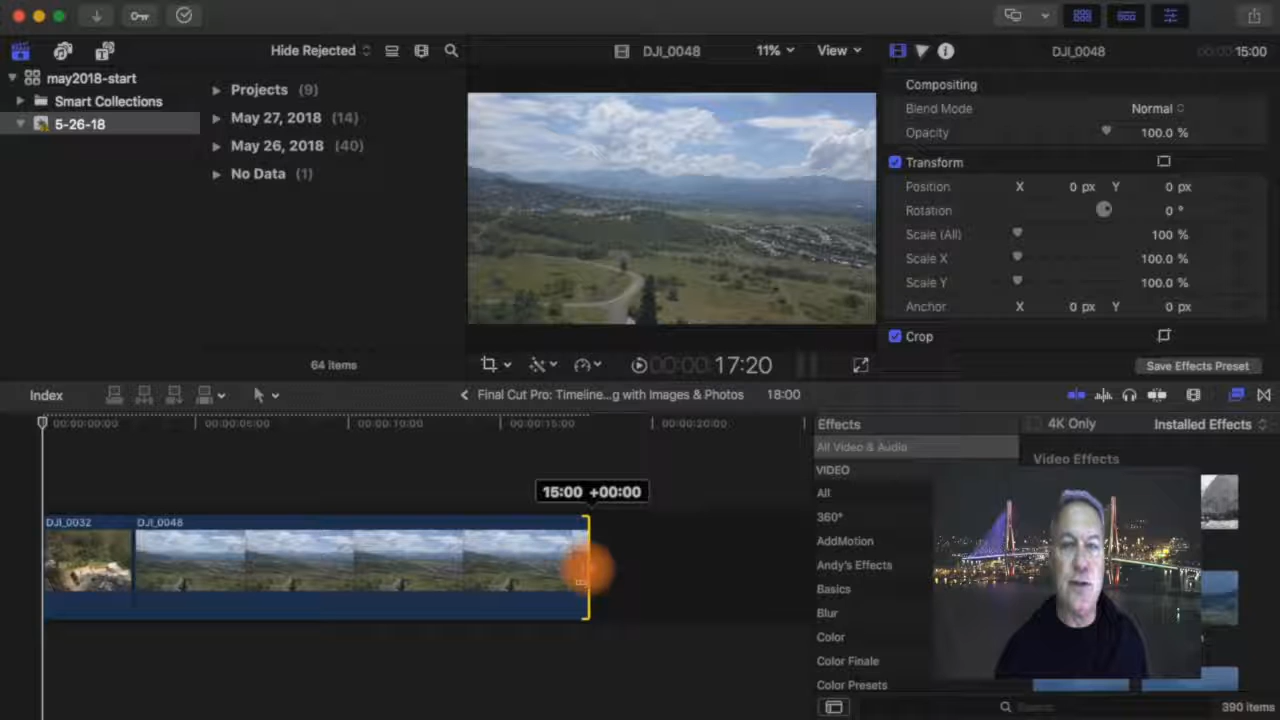 Hide Rejected
DJI_0048
11%
View
DJI_0048
15:00
may2018-start
Smart Collections
5-26-18
Projects (9)
May 27, 2018 (14)
May 26, 2018 (40)
No Data (1)
64 items
17:20
Compositing
Blend Mode Normal
Opacity 100.0 %
Transform
Position X 0 px Y 0 px
Rotation 0 °
Scale (All) 100 %
Scale X 100.0 %
Scale Y 100.0 %
Anchor X 0 px Y 0 px
Crop
Save Effects Preset
Index
Final Cut Pro: Timeline...g with Images & Photos
18:00
00:00:00:00
00:00:05:00
00:00:10:00
00:00:15:00
00:00:20:00
15:00 +00:00
DJI_0032
DJI_0048
Effects
4K Only
Installed Effects
All Video & Audio
VIDEO
All
360°
AddMotion
Andy's Effects
Basics
Blur
Color
Color Finale
Color Presets
Video Effects
Search
390 items